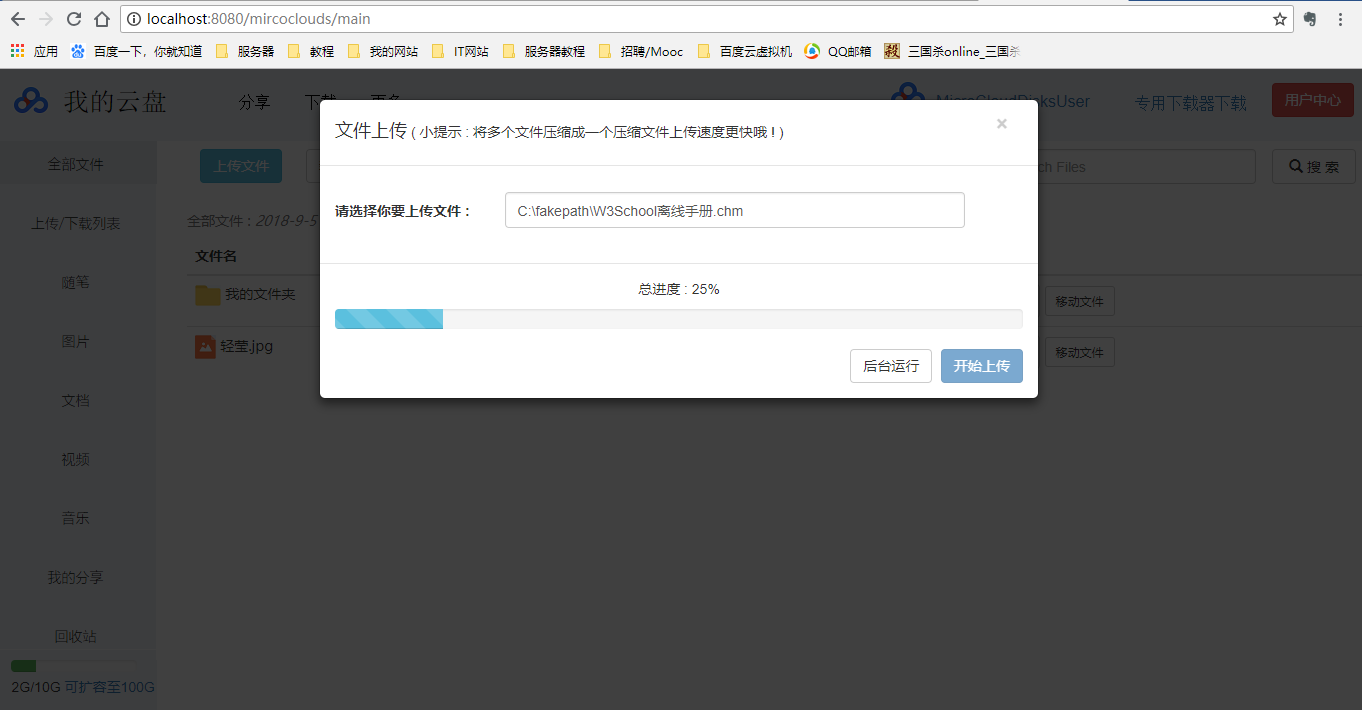 localhost:8080/mircoclouds/main
应用 百度一下，你就知道 服务器 教程 我的网站 IT网站 服务器教程 招聘/Mooc 百度云虚拟机 QQ邮箱 三国杀online_三国杀
我的云盘 分享 下载 更多 MicroCloudDisksUser 专用下载器下载 用户中心
文件上传 ( 小提示 : 将多个文件压缩成一个压缩文件上传速度更快哦 ! ) ×
全部文件 上传文件 ch Files 搜 索
请选择你要上传文件： C:\fakepath\W3School离线手册.chm
上传/下载列表 全部文件 : 2018-9-5
文件名
随笔 我的文件夹 总进度 : 25% 移动文件
图片 轻莹.jpg 移动文件
后台运行 开始上传
文档
视频
音乐
我的分享
回收站
2G/10G 可扩容至100G